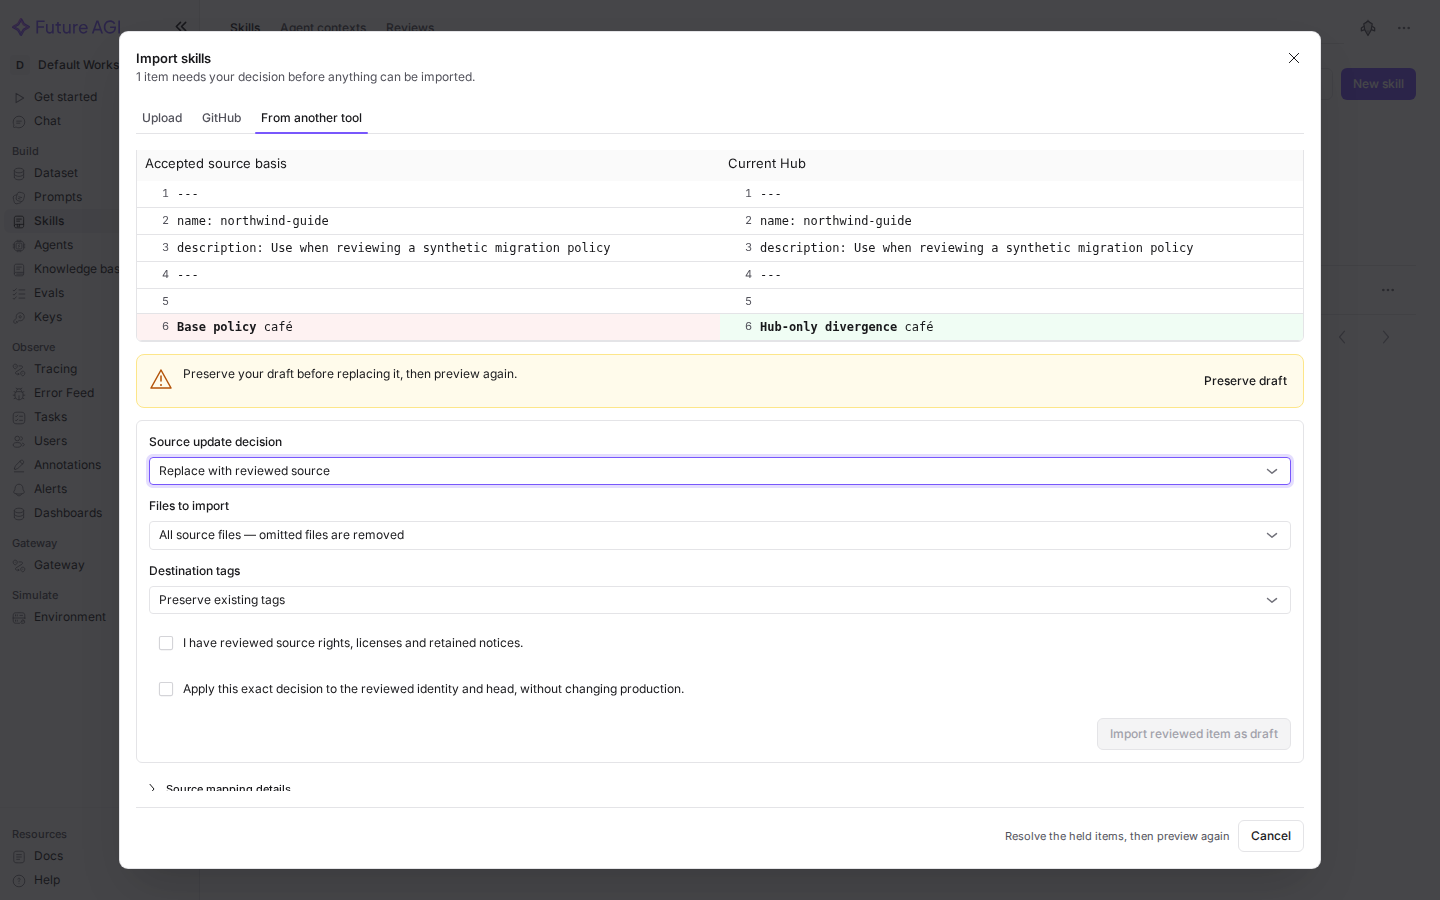 Future AGI
Skills
Agent contexts
Reviews
D
Default Works
Get started
Chat
Build
Dataset
Prompts
Skills
Agents
Knowledge bas
Evals
Keys
Observe
Tracing
Error Feed
Tasks
Users
Annotations
Alerts
Dashboards
Gateway
Gateway
Simulate
Environment
Resources
Docs
Help
New skill
Import skills
1 item needs your decision before anything can be imported.
Upload
GitHub
From another tool
Accepted source basis
1 ---
2 name: northwind-guide
3 description: Use when reviewing a synthetic migration policy
4 ---
5
6 Base policy café
Current Hub
1 ---
2 name: northwind-guide
3 description: Use when reviewing a synthetic migration policy
4 ---
5
6 Hub-only divergence café
Preserve your draft before replacing it, then preview again.
Preserve draft
Source update decision
Replace with reviewed source
Files to import
All source files — omitted files are removed
Destination tags
Preserve existing tags
I have reviewed source rights, licenses and retained notices.
Apply this exact decision to the reviewed identity and head, without changing production.
Import reviewed item as draft
Source mapping details
Resolve the held items, then preview again
Cancel